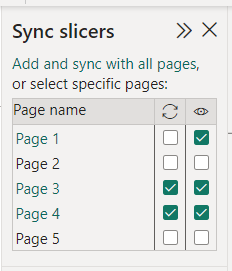 Sync slicers
Add and sync with all pages,
or select specific pages:
Page name
Page 1
Page 2
Page 3
Page 4
Page 5